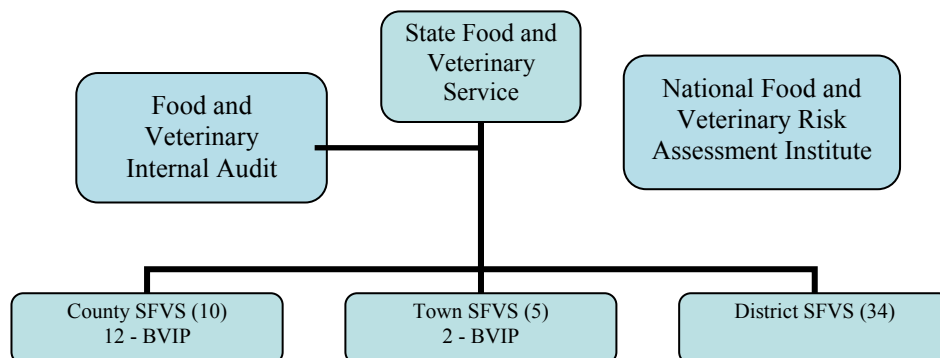 State Food and
Veterinary
Service
Food and
Veterinary
Internal Audit
National Food and
Veterinary Risk
Assessment Institute
County SFVS (10)
12 - BVIP
Town SFVS (5)
2 - BVIP
District SFVS (34)